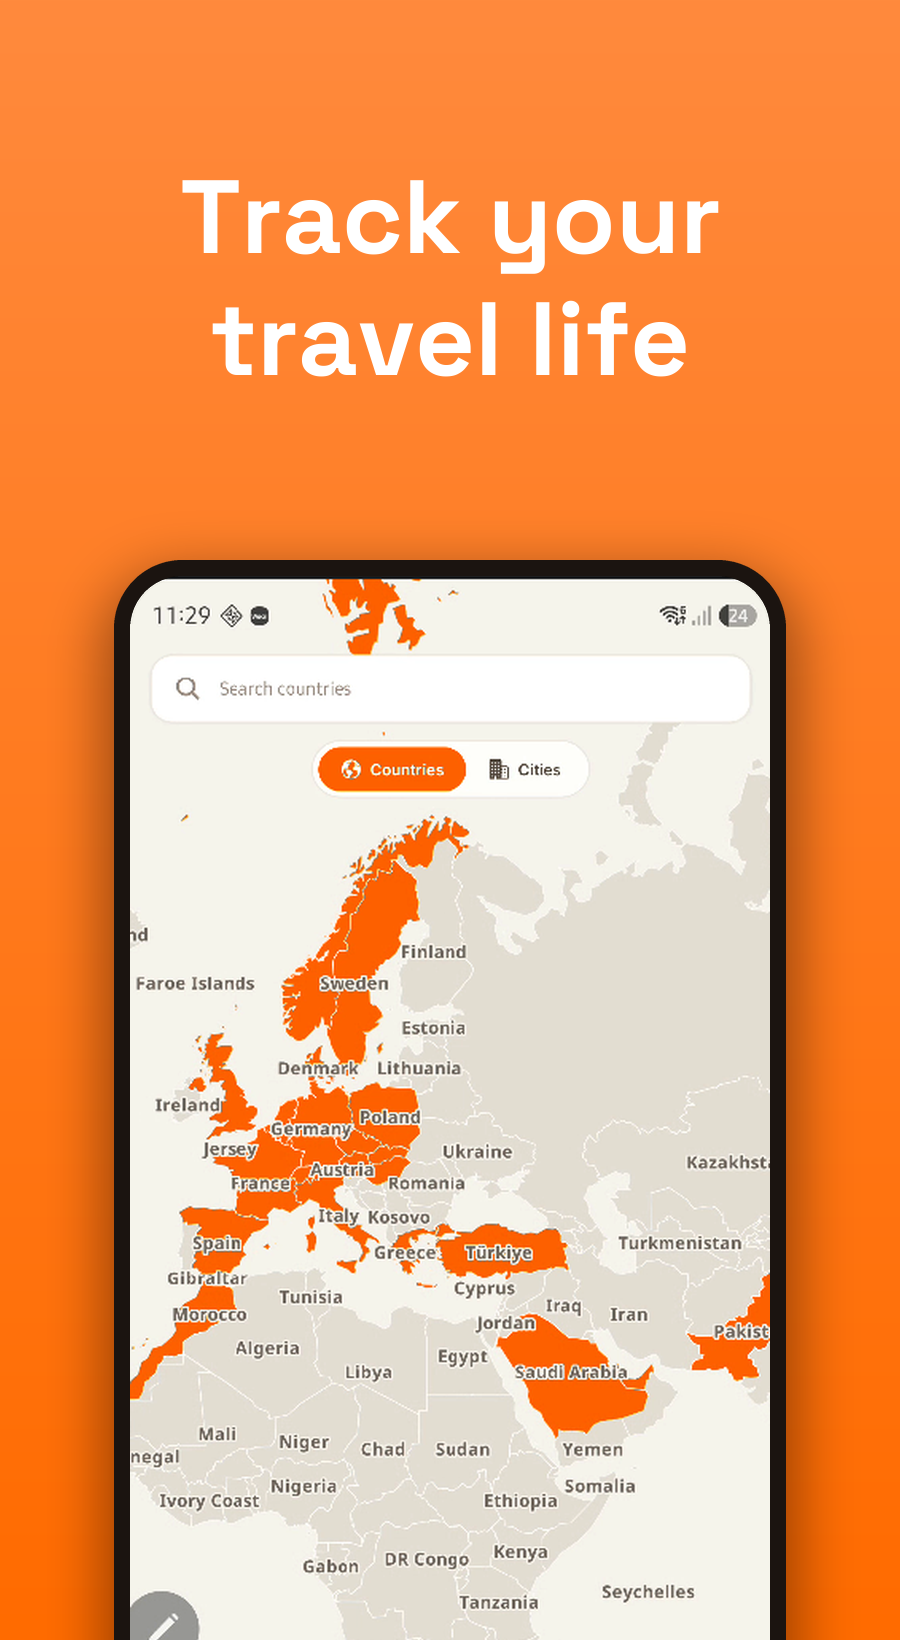 Track your
travel life
11:29
24
Search countries
Countries Cities
nd
Finland
Faroe Islands
Sweden
Estonia
Denmark Lithuania
Ireland
Poland
Germany
Jersey
Ukraine
Kazakhsta
Austria
France
Romania
Italy Kosovo
Spain
Greece
Türkiye
Turkmenistan
Gibraltar
Cyprus
Tunisia
Iraq
Morocco
Iran
Jordan
Pakist
Algeria
Egypt
Libya
Saudi Arabia
Mali
Niger
Chad
Sudan
Yemen
negal
Nigeria
Somalia
Ivory Coast
Ethiopia
Gabon
DR Congo
Kenya
Seychelles
Tanzania